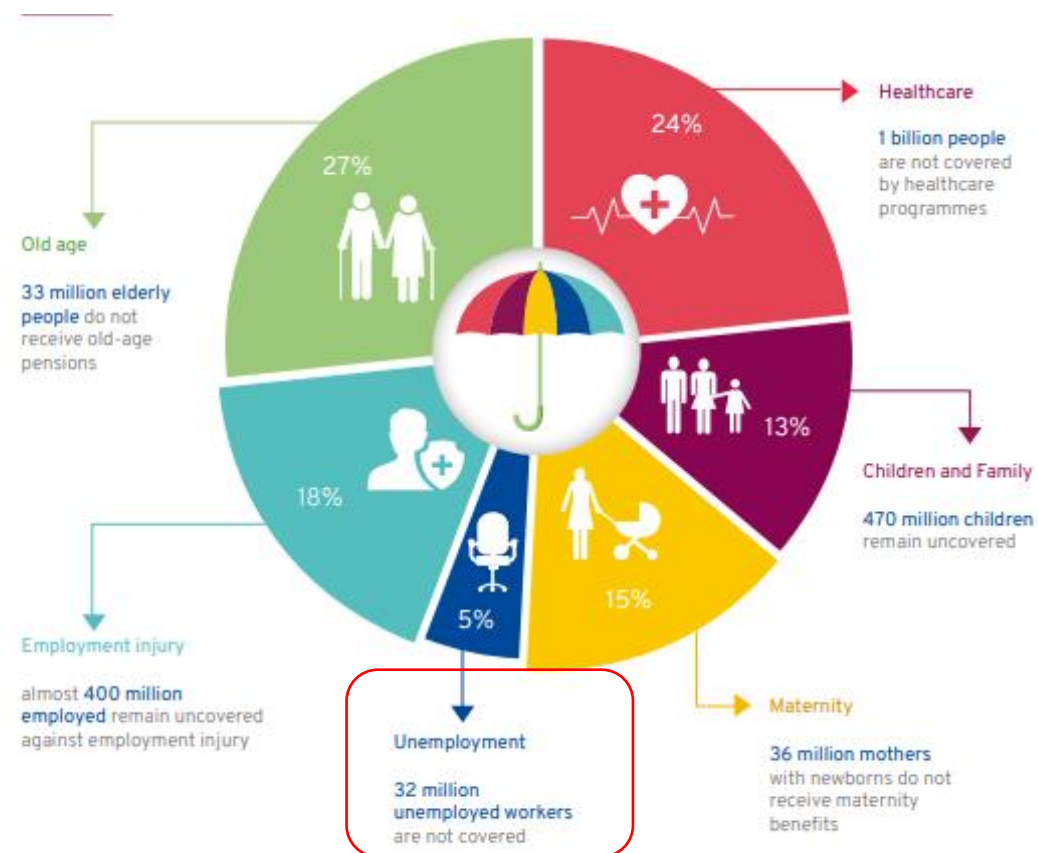 24%
Healthcare
1 billion people
are not covered
by healthcare
programmes
13%
Children and Family
470 million children
remain uncovered
15%
Maternity
36 million mothers
with newborns do not
receive maternity
benefits
5%
Unemployment
32 million
unemployed workers
are not covered
18%
Employment injury
almost 400 million
employed remain uncovered
against employment injury
27%
Old age
33 million elderly
people do not
receive old-age
pensions